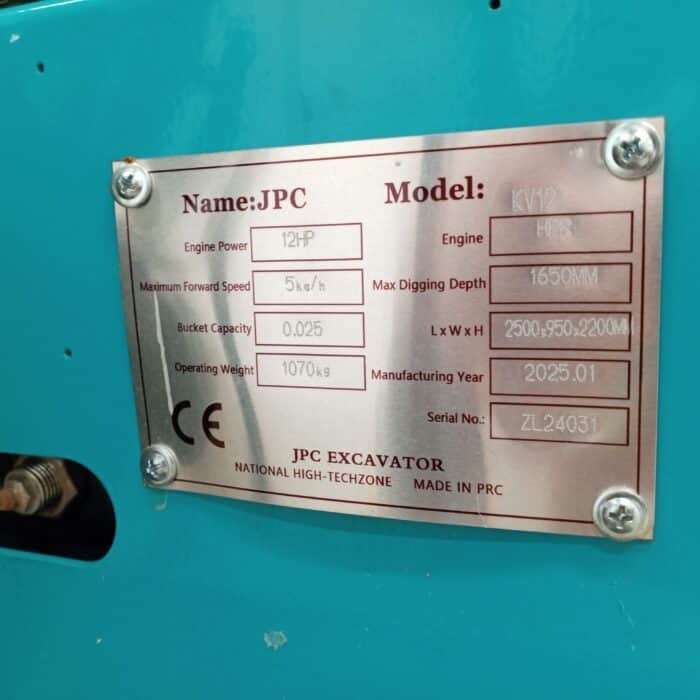 Name:JPC Model: KV12
Engine Power 12HP Engine
Maximum Forward Speed 5kg/h Max Digging Depth 1650MM
Bucket Capacity 0.025 LxWxH 2500x950x2200MM
Operating Weight 1070kg Manufacturing Year 2025.01
CE Serial No.: ZL24031
JPC EXCAVATOR
NATIONAL HIGH-TECHZONE MADE IN PRC